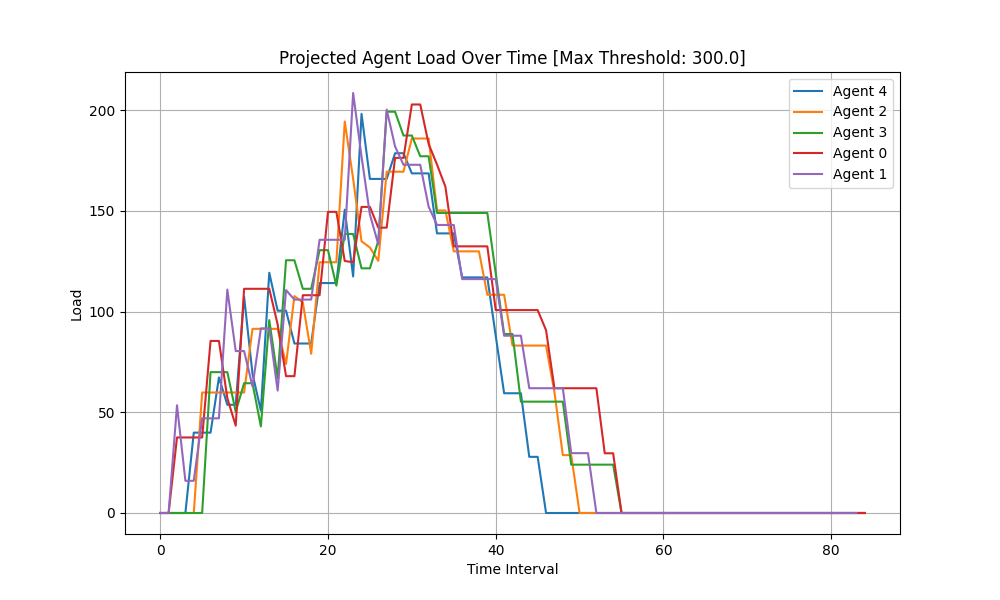 Projected Agent Load Over Time [Max Threshold: 300.0]
Agent 4
Agent 2
Agent 3
Agent 0
Agent 1
200
150
100
50
0
Load
0 20 40 60 80
Time Interval